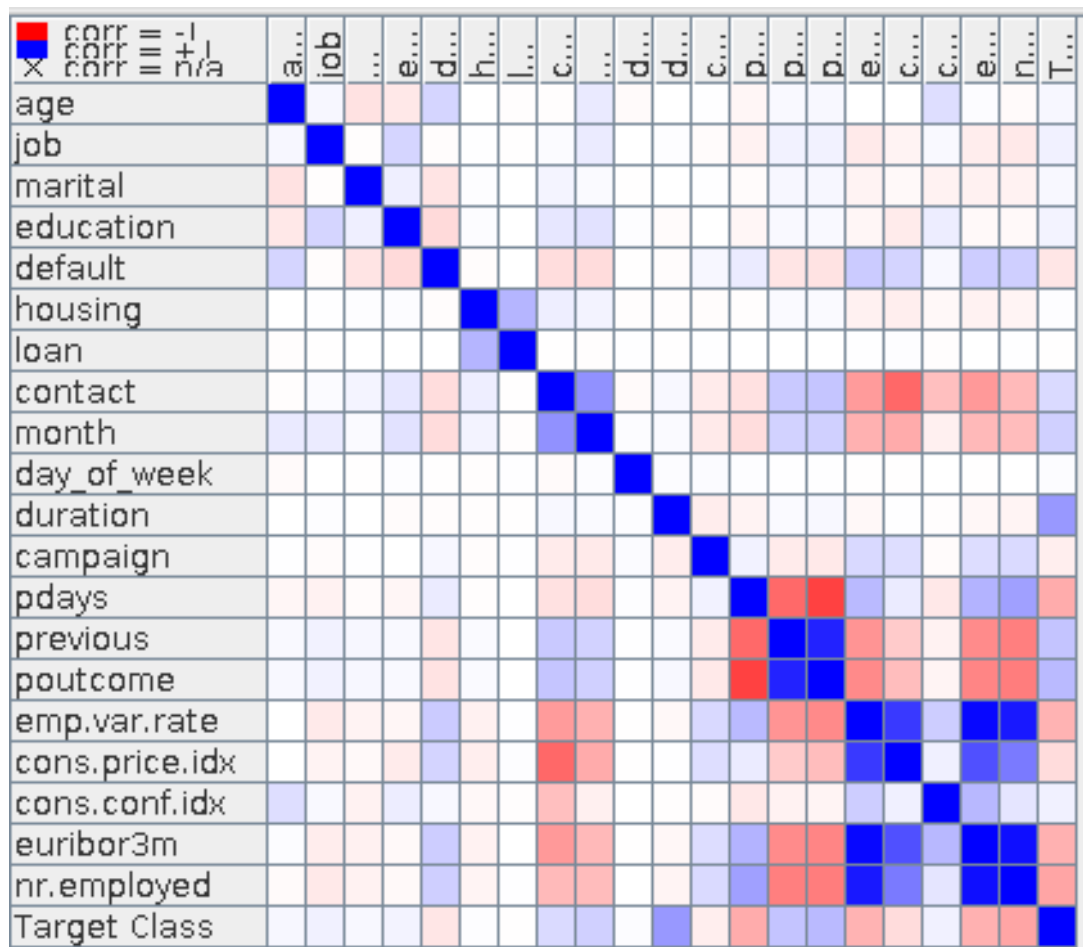 corr = -1
corr = +1
× corr = n/a
a... job ... e... d... h... l... c... ... d... d... c... p... p... p... e... c... c... e... n... T...
age
job
marital
education
default
housing
loan
contact
month
day_of_week
duration
campaign
pdays
previous
poutcome
emp.var.rate
cons.price.idx
cons.conf.idx
euribor3m
nr.employed
Target Class